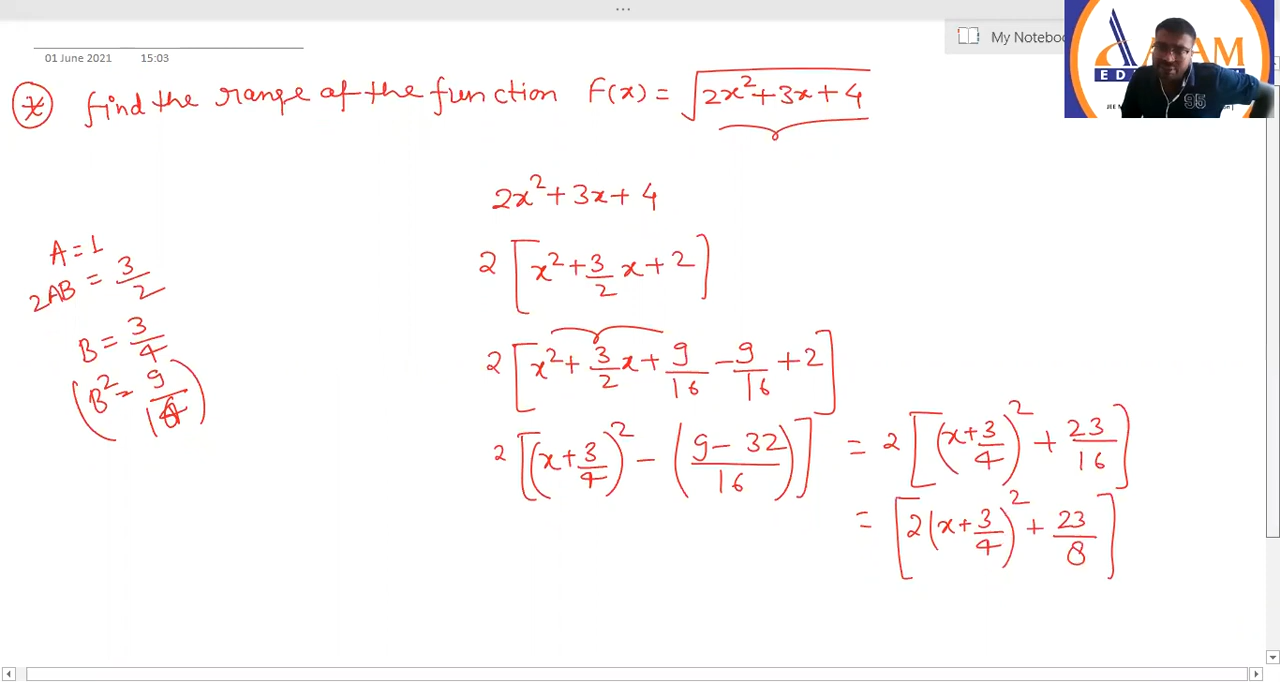 My Notebo
01 June 2021 15:03
95
Find the range of the function F(x) = √(2x²+3x+4)
2x²+3x+4
2[x²+3/2 x+2]
2[x²+3/2 x+9/16 -9/16 +2]
2[(x+3/4)² - (9-32/16)] = 2[(x+3/4)² + 23/16]
= [2(x+3/4)² + 23/8]
A=1
2AB = 3/2
B = 3/4
(B² = 9/16)